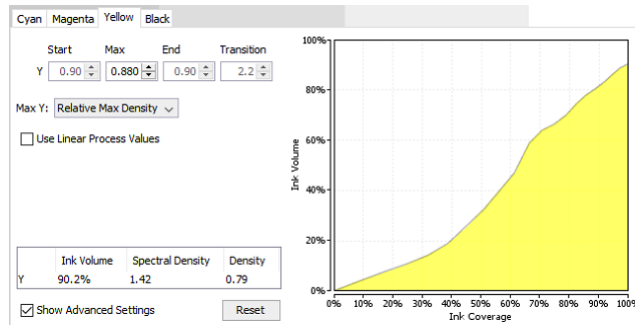 Cyan Magenta Yellow Black
Start Max End Transition
Y 0.90 0.880 0.90 2.2
Max Y: Relative Max Density
Use Linear Process Values
Ink Volume Spectral Density Density
Y 90.2% 1.42 0.79
Show Advanced Settings Reset
100%
80%
60%
40%
20%
0%
Ink Volume
0% 10% 20% 30% 40% 50% 60% 70% 80% 90% 100%
Ink Coverage